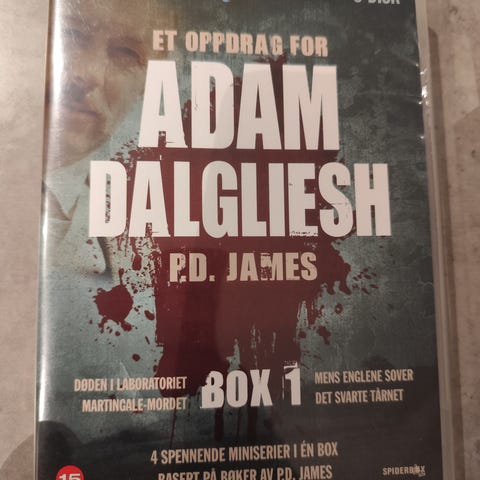 DISK
ET OPPDRAG FOR
ADAM
DALGLIESH
P.D. JAMES
DØDEN I LABORATORIET
MARTINGALE-MORDET
BOX 1
MENS ENGLENE SOVER
DET SVARTE TÅRNET
4 SPENNENDE MINISERIER I ÉN BOX
BASERT PÅ BØKER AV P.D. JAMES
15
SPIDERBOX